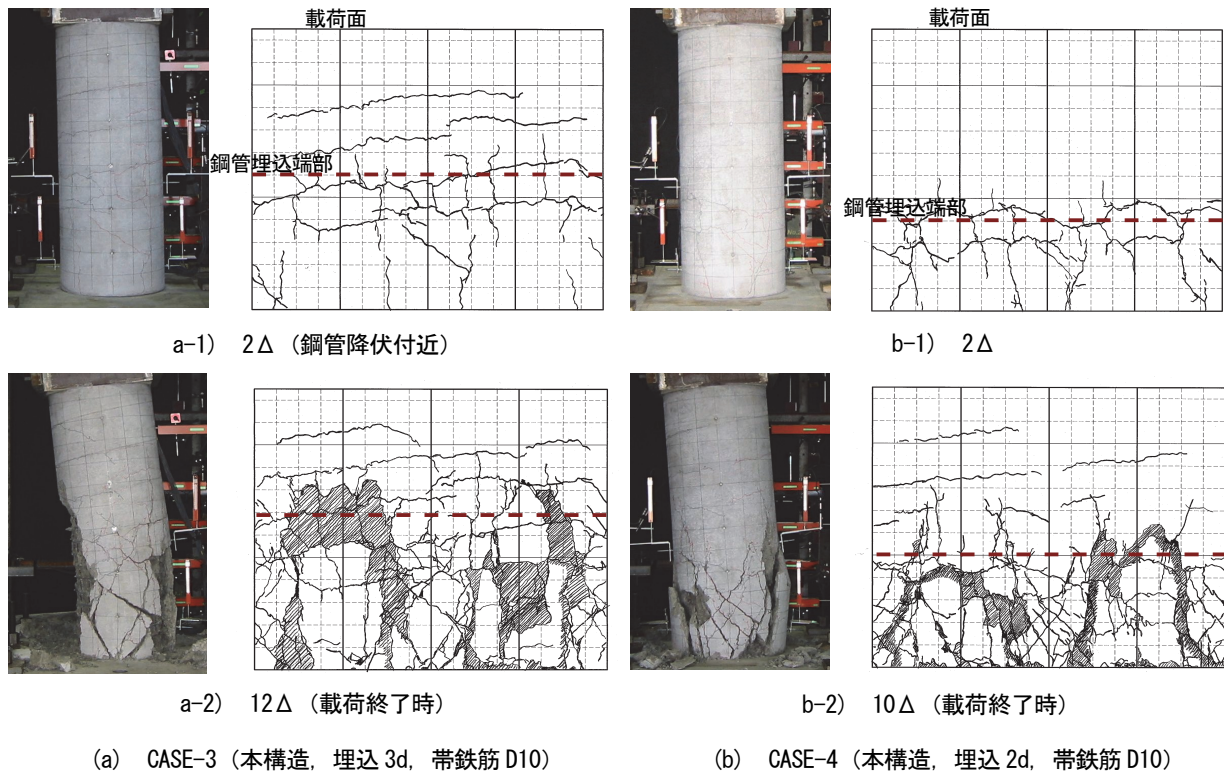 載荷面
鋼管埋込端部
載荷面
鋼管埋込端部
a-1) 2Δ (鋼管降伏付近)
b-1) 2Δ
a-2) 12Δ (載荷終了時)
b-2) 10Δ (載荷終了時)
(a) CASE-3 (本構造, 埋込 3d, 帯鉄筋 D10)
(b) CASE-4 (本構造, 埋込 2d, 帯鉄筋 D10)